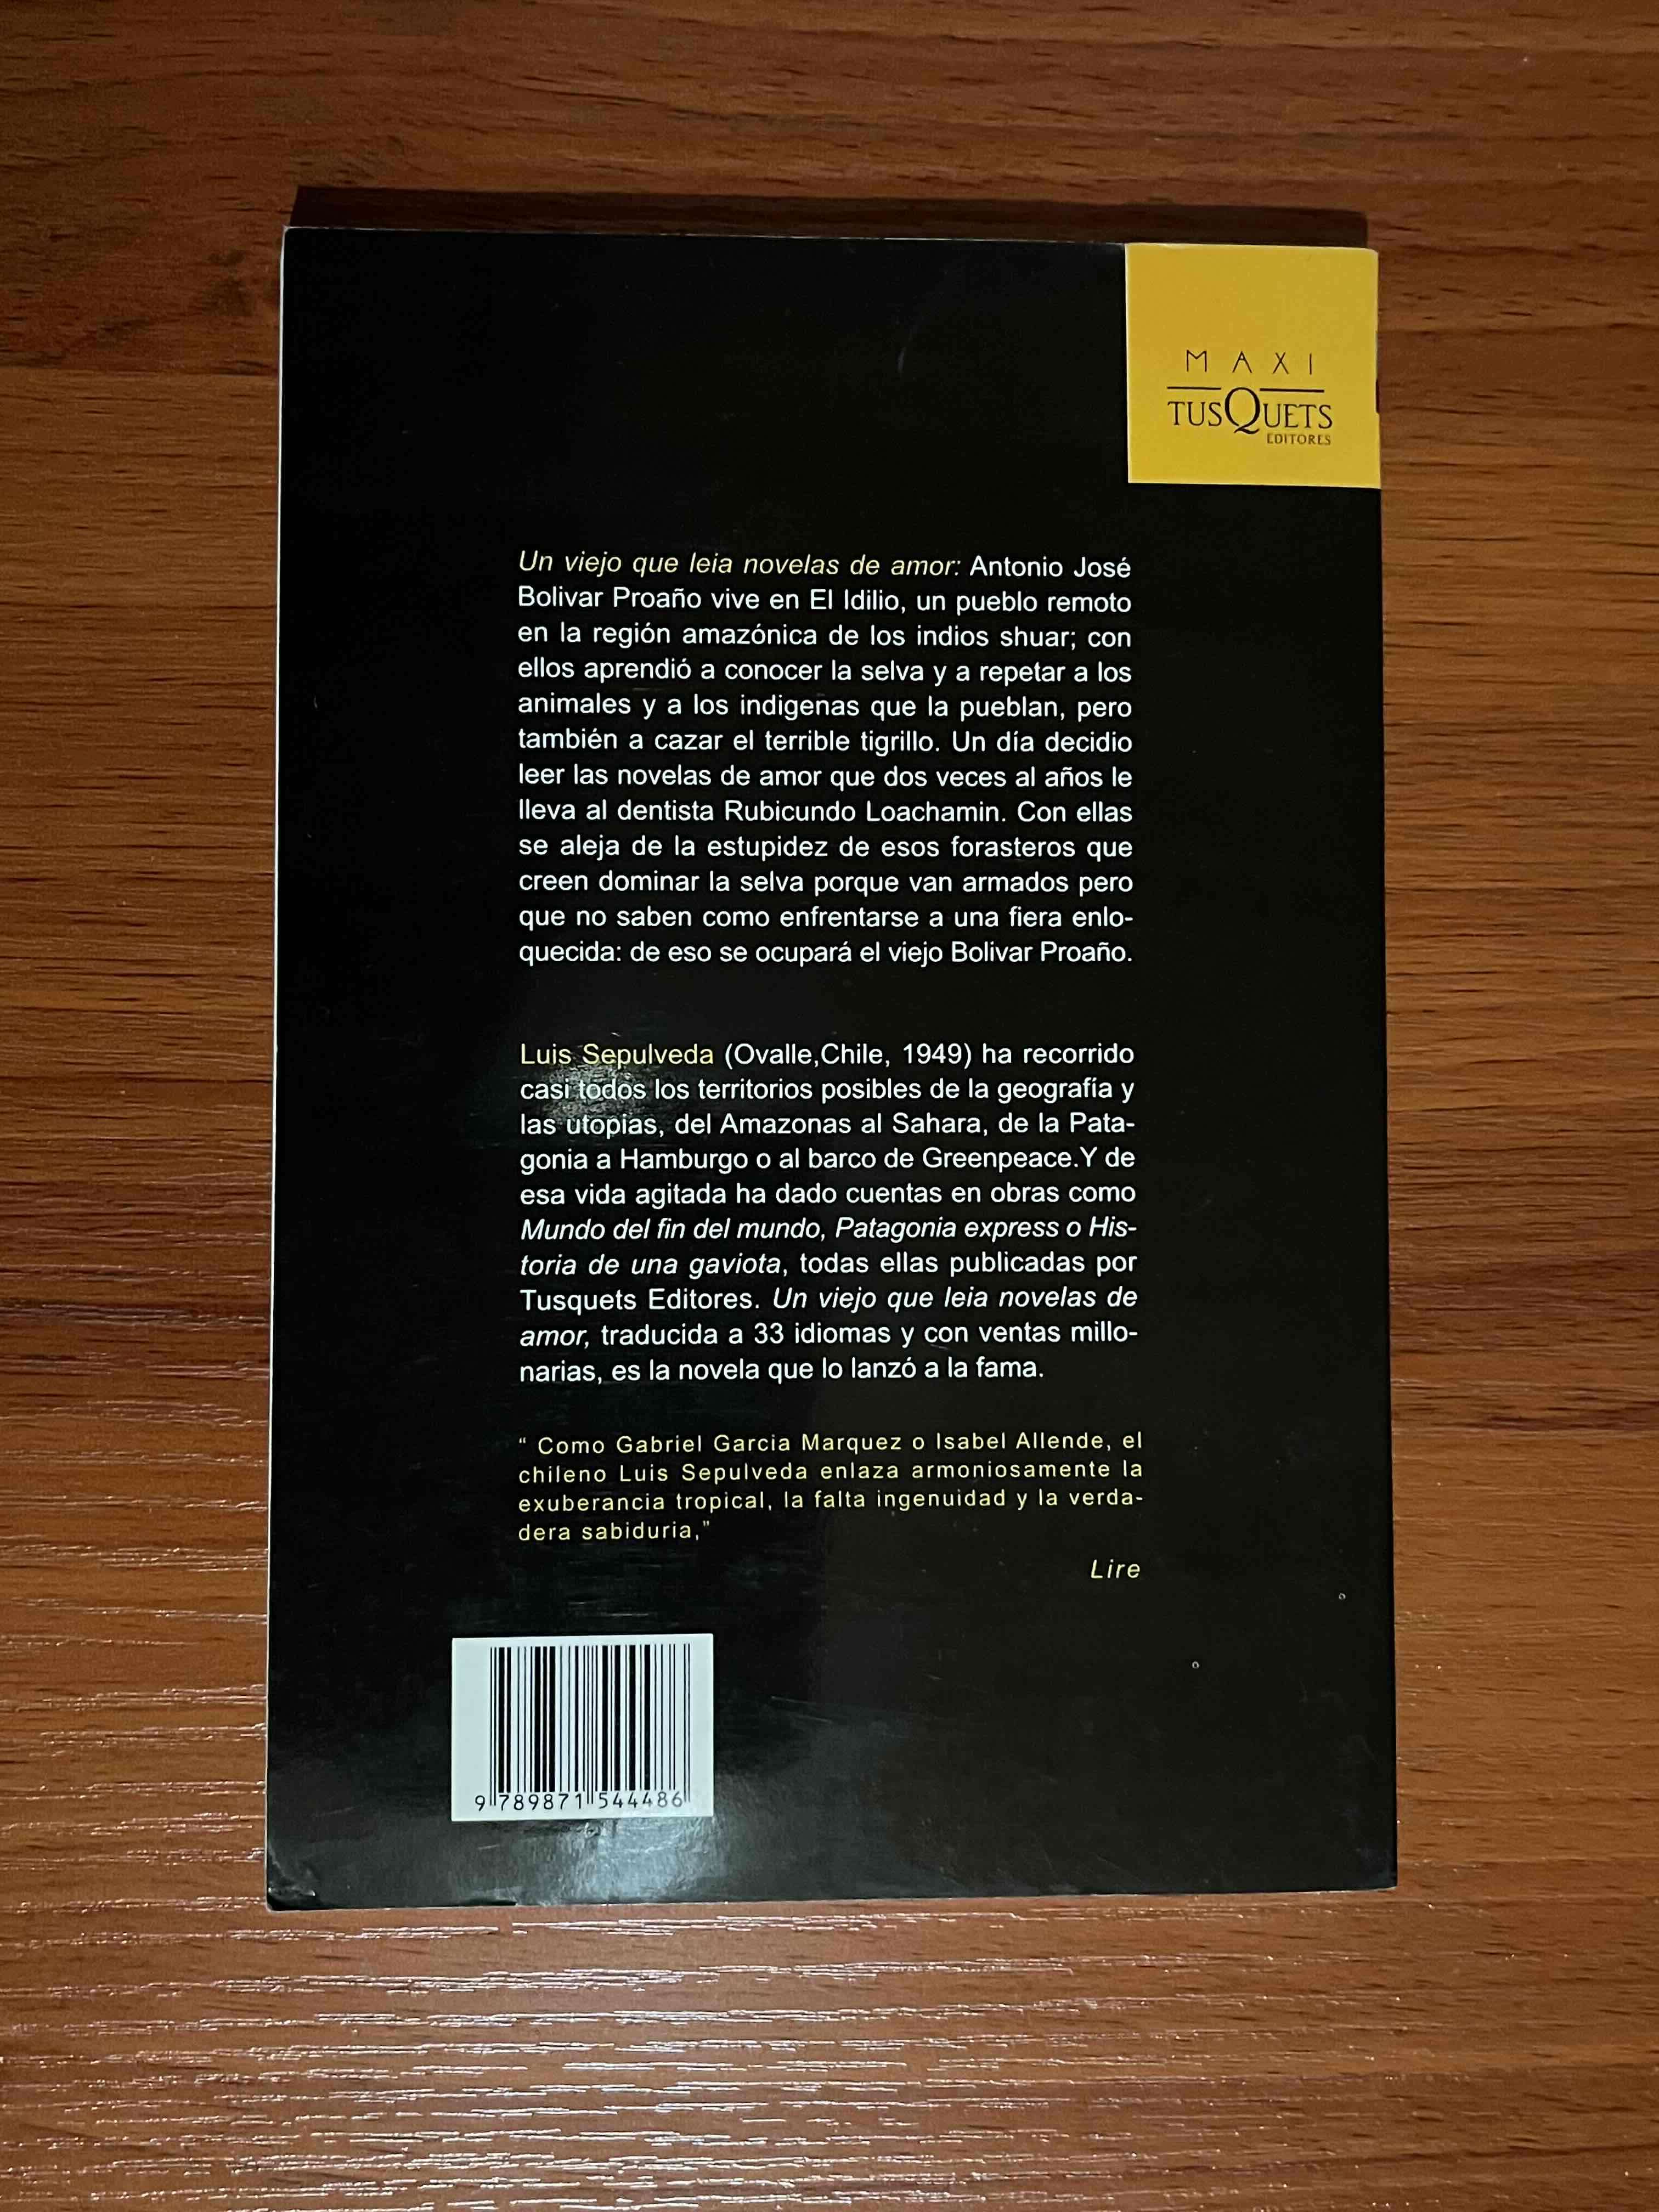 MAXI
TUSQUETS
EDITORES
Un viejo que leia novelas de amor: Antonio José
Bolivar Proaño vive en El Idilio, un pueblo remoto
en la región amazónica de los indios shuar; con
ellos aprendió a conocer la selva y a repetar a los
animales y a los indigenas que la pueblan, pero
también a cazar el terrible tigrillo. Un día decidio
leer las novelas de amor que dos veces al años le
lleva al dentista Rubicundo Loachamin. Con ellas
se aleja de la estupidez de esos forasteros que
creen dominar la selva porque van armados pero
que no saben como enfrentarse a una fiera enlo-
quecida: de eso se ocupará el viejo Bolivar Proaño.
Luis Sepulveda (Ovalle,Chile, 1949) ha recorrido
casi todos los territorios posibles de la geografía y
las utopias, del Amazonas al Sahara, de la Pata-
gonia a Hamburgo o al barco de Greenpeace.Y de
esa vida agitada ha dado cuentas en obras como
Mundo del fin del mundo, Patagonia express o His-
toria de una gaviota, todas ellas publicadas por
Tusquets Editores. Un viejo que leia novelas de
amor, traducida a 33 idiomas y con ventas millo-
narias, es la novela que lo lanzó a la fama.
“ Como Gabriel Garcia Marquez o Isabel Allende, el
chileno Luis Sepulveda enlaza armoniosamente la
exuberancia tropical, la falta ingenuidad y la verda-
dera sabiduria,”
Lire
9 789871 544486